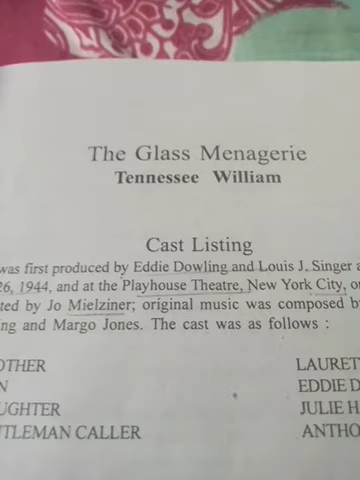 The Glass Menagerie
Tennessee William
Cast Listing
was first produced by Eddie Dowling and Louis J. Singer a
26, 1944, and at the Playhouse Theatre, New York City, o
ted by Jo Mielziner; original music was composed by
ng and Margo Jones. The cast was as follows :
OTHER LAURET
N EDDIE D
UGHTER JULIE H
TLEMAN CALLER ANTHO